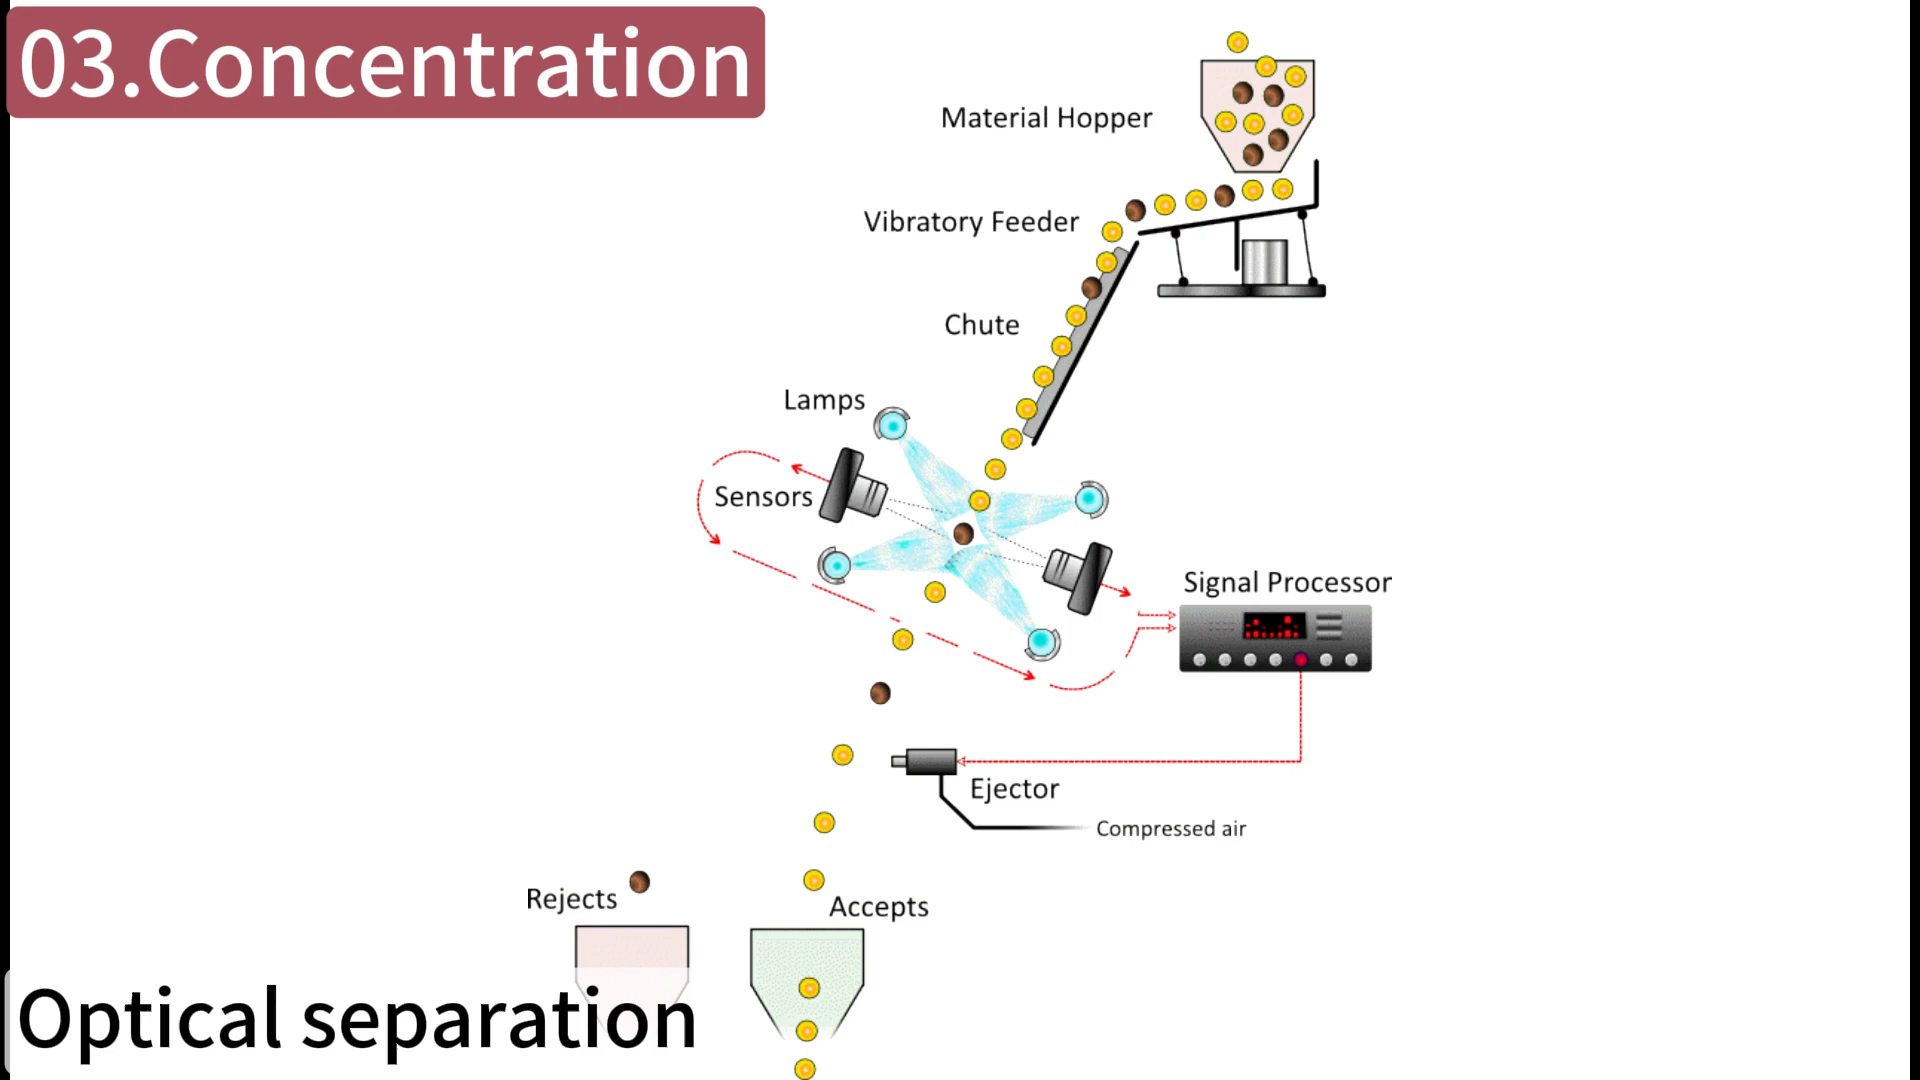 03.Concentration
Material Hopper
Vibratory Feeder
Chute
Lamps
Sensors
Signal Processor
Ejector
Compressed air
Rejects
Accepts
Optical separation